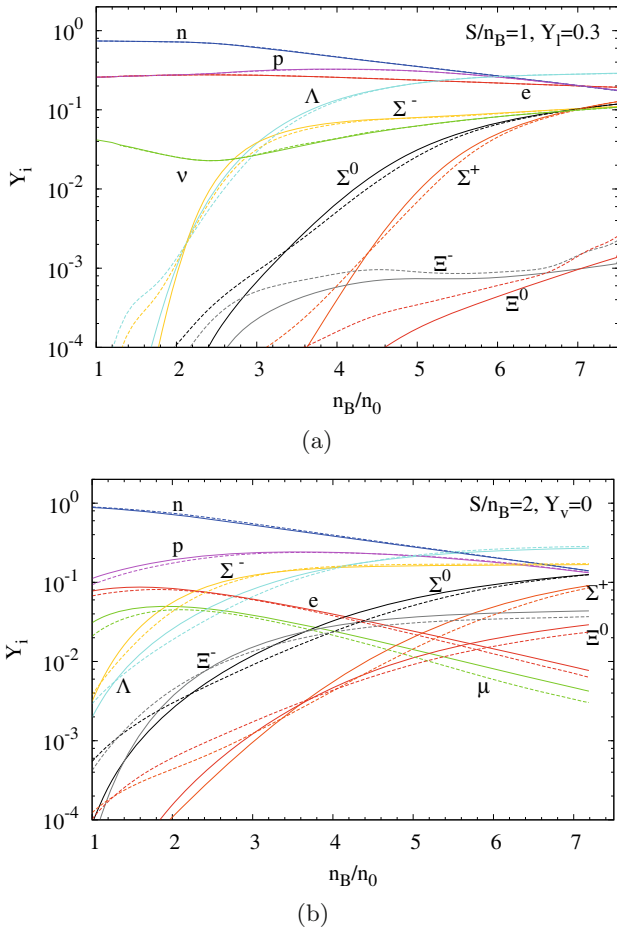 S/n_B=1, Y_l=0.3
10^0
10^-1
10^-2
10^-3
10^-4
Y_i
n
p
e
Λ
Σ^-
ν
Σ^0
Σ^+
Ξ^-
Ξ^0
1 2 3 4 5 6 7
n_B/n_0
(a)
S/n_B=2, Y_ν=0
10^0
10^-1
10^-2
10^-3
10^-4
Y_i
n
p
Σ^-
e
Σ^0
Σ^+
Ξ^-
Ξ^0
Λ
μ
1 2 3 4 5 6 7
n_B/n_0
(b)